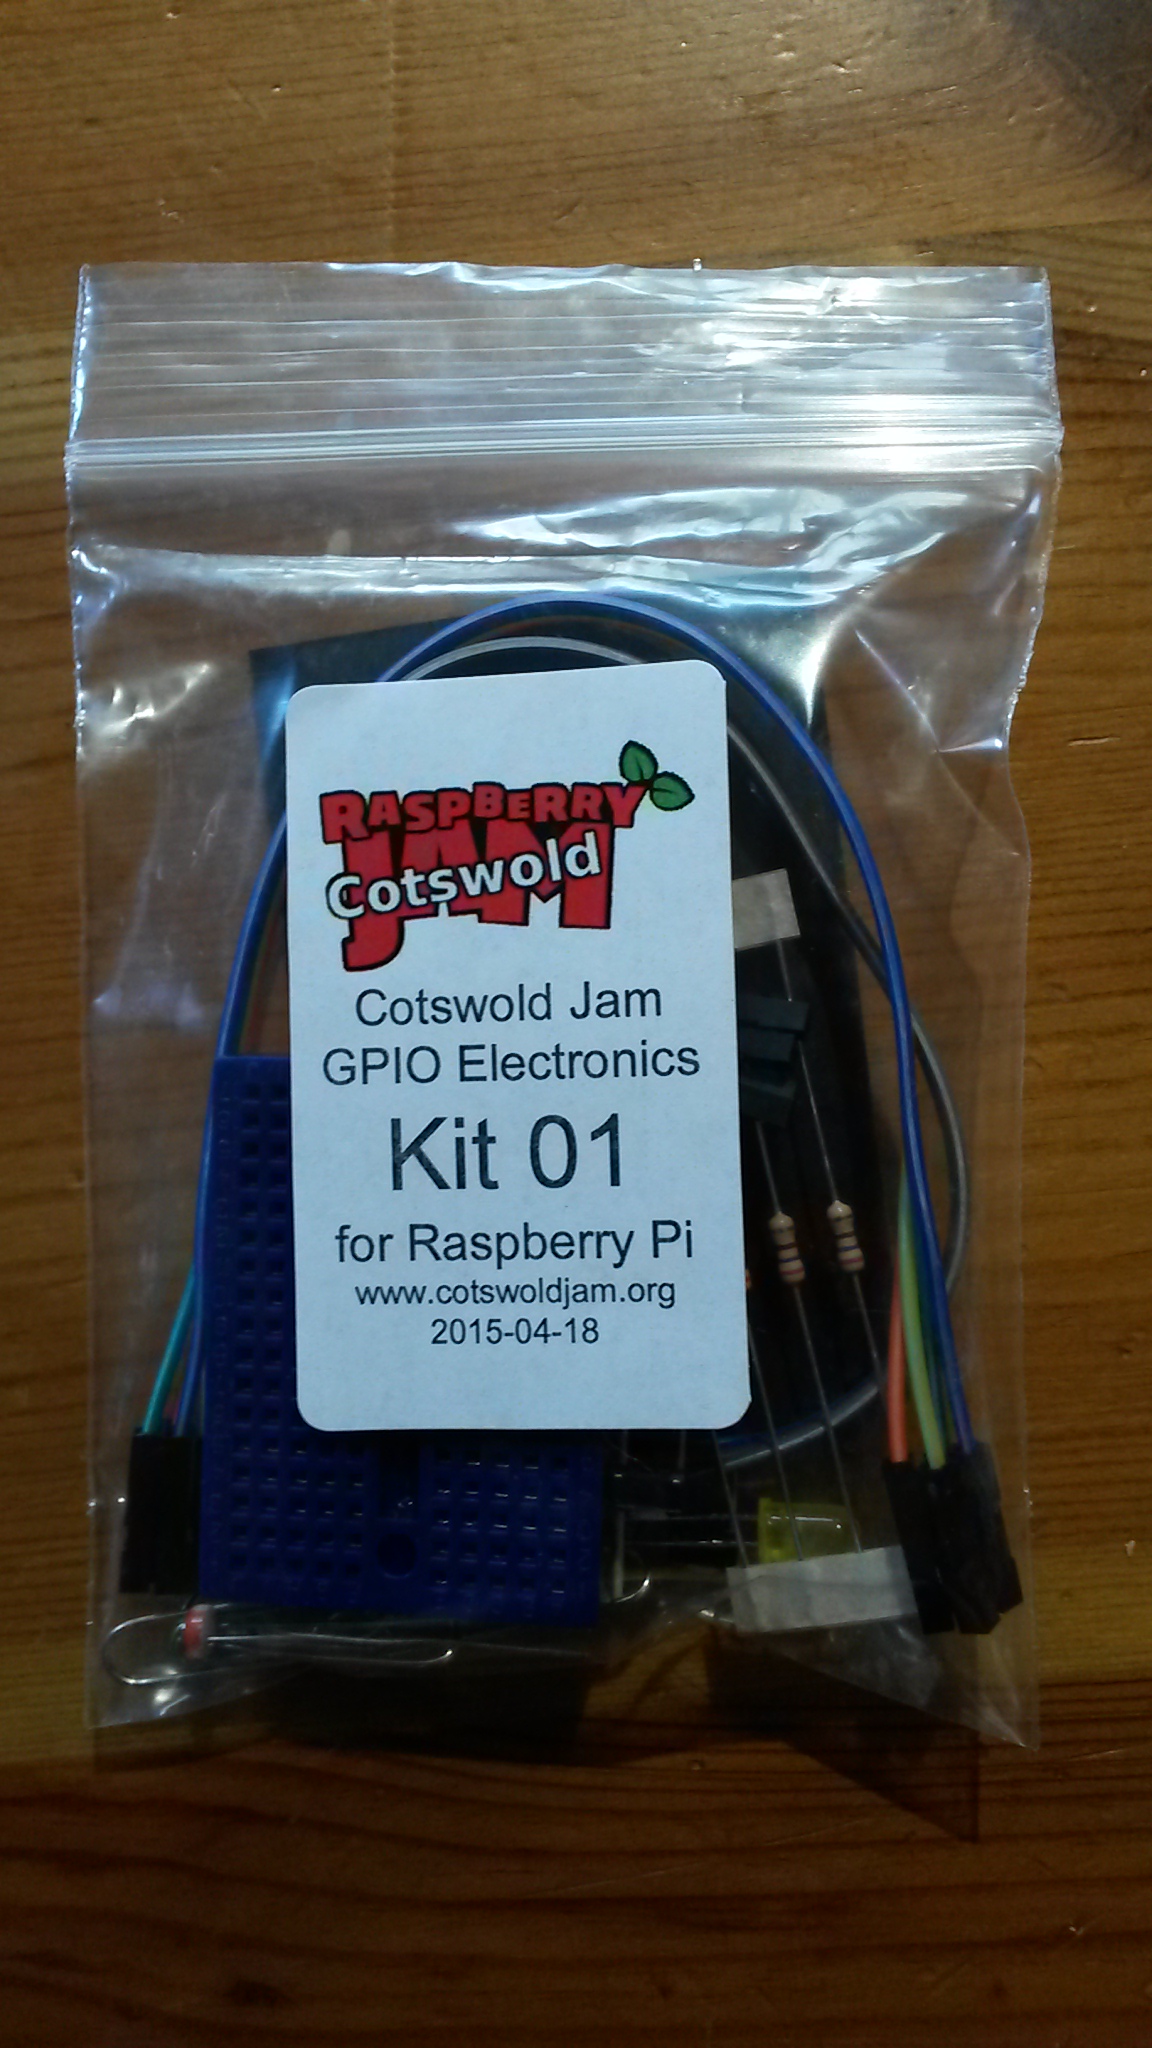 RASPBERRY
JAM
Cotswold
Cotswold Jam
GPIO Electronics
Kit 01
for Raspberry Pi
www.cotswoldjam.org
2015-04-18